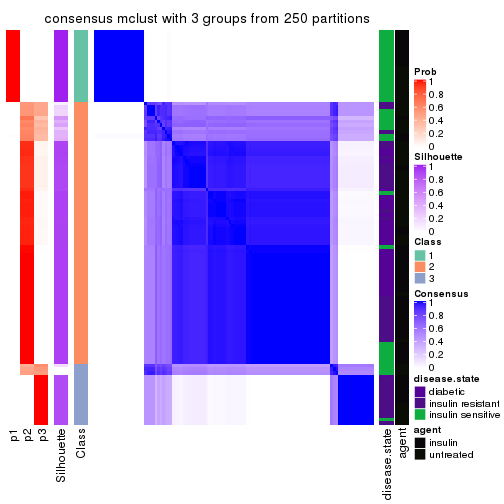 consensus mclust with 3 groups from 250 partitions
Prob
1
0.8
0.6
0.4
0.2
0
Silhouette
1
0.8
0.6
0.4
0.2
0
Class
1
2
3
Consensus
1
0.8
0.6
0.4
0.2
0
disease.state
diabetic
insulin resistant
insulin sensitive
agent
insulin
untreated
p1
p2
p3
Silhouette
Class
disease.state
agent